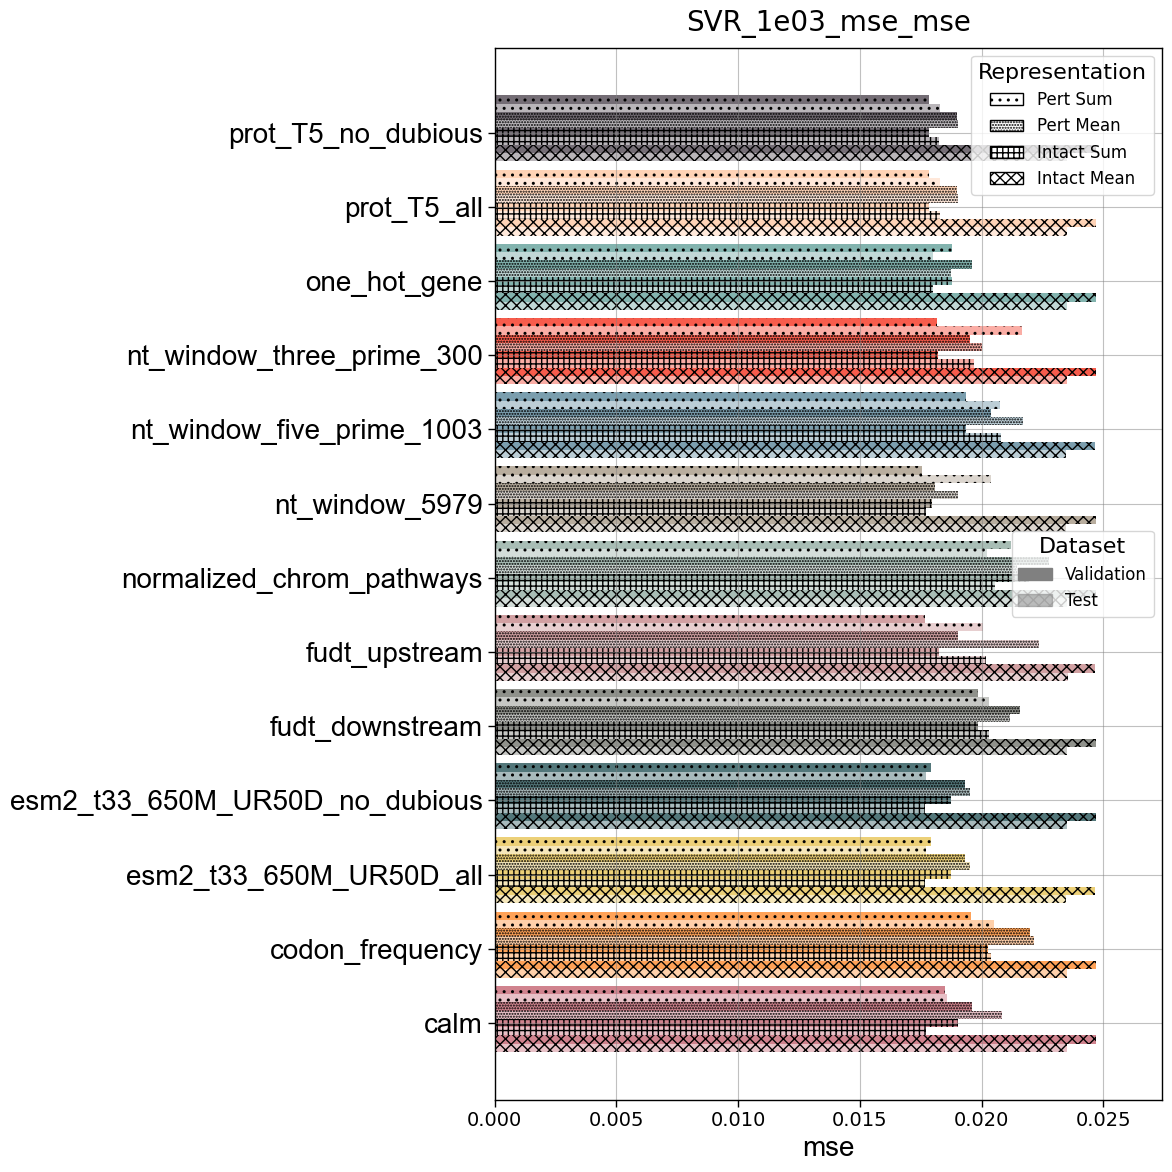 SVR_1e03_mse_mse
Representation
Pert Sum
Pert Mean
Intact Sum
Intact Mean
prot_T5_no_dubious
prot_T5_all
one_hot_gene
nt_window_three_prime_300
nt_window_five_prime_1003
nt_window_5979
Dataset
Validation
Test
normalized_chrom_pathways
fudt_upstream
fudt_downstream
esm2_t33_650M_UR50D_no_dubious
esm2_t33_650M_UR50D_all
codon_frequency
calm
0.000 0.005 0.010 0.015 0.020 0.025
mse